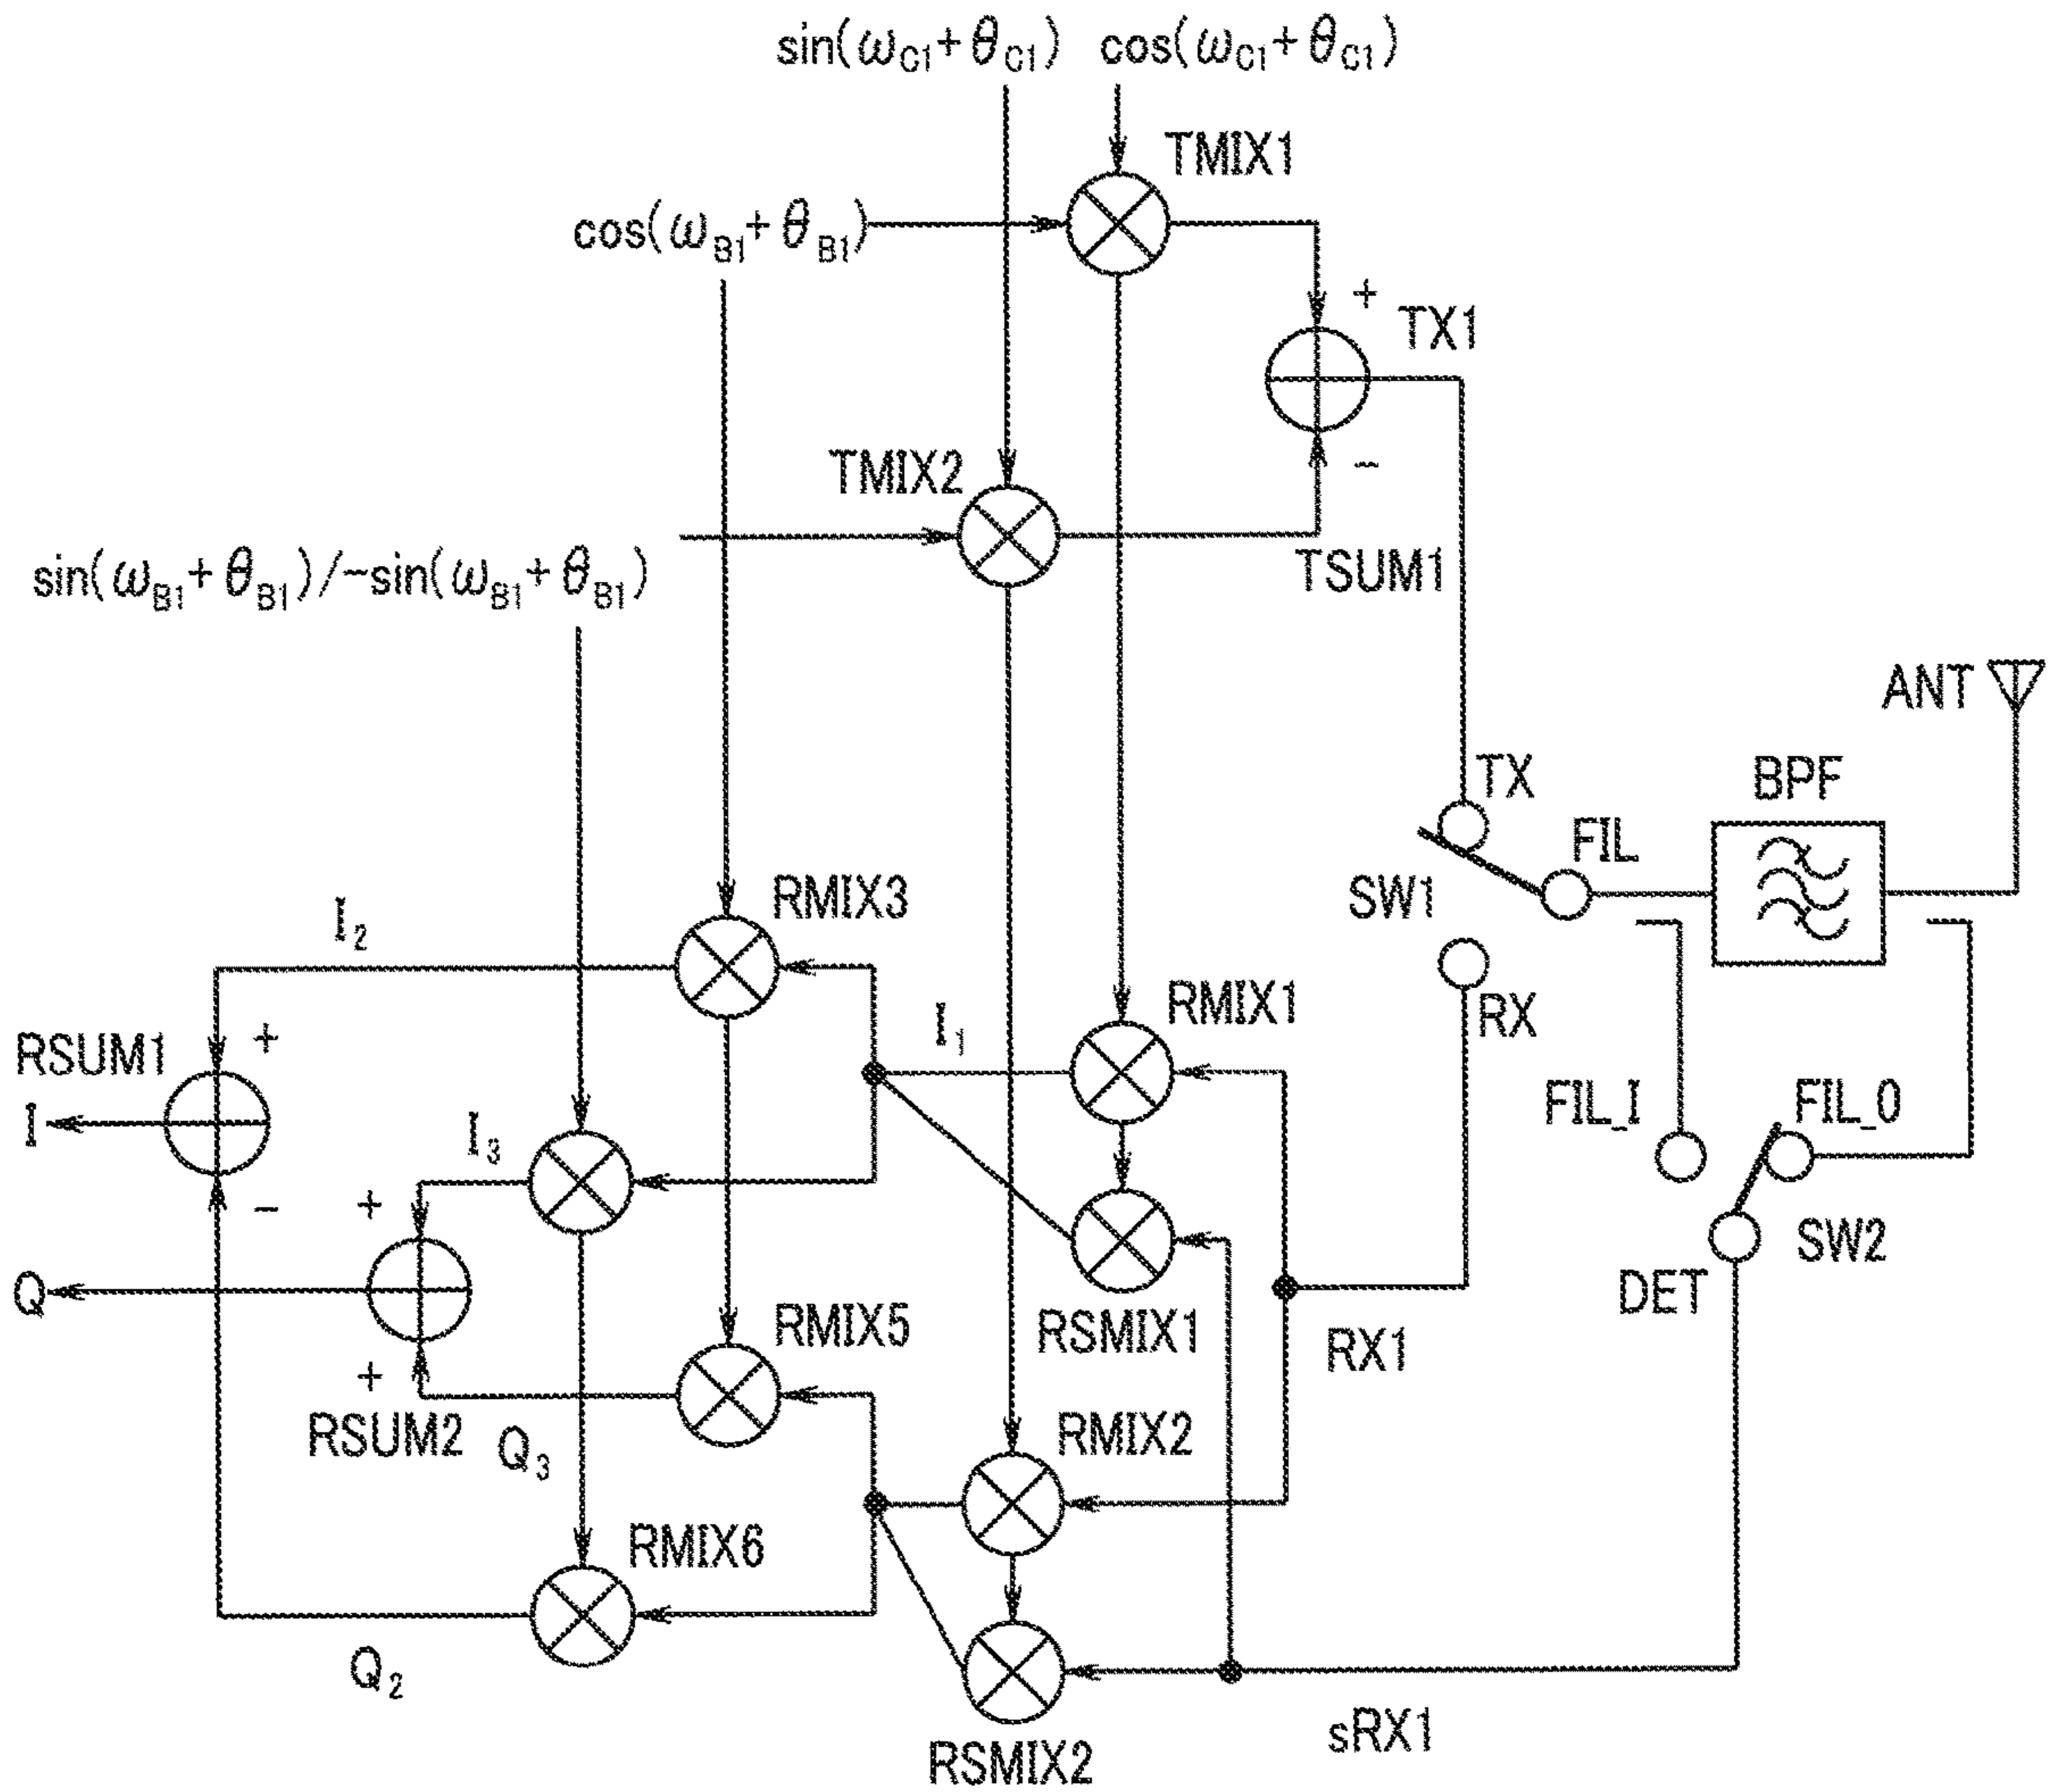 sin(ω_C1+θ_C1) cos(ω_C1+θ_C1)
TMIX1
cos(ω_B1+θ_B1)
+
TX1
TMIX2
-
sin(ω_B1+θ_B1)/-sin(ω_B1+θ_B1)
TSUM1
ANT
TX
BPF
FIL
SW1
RMIX3
I_2
RX
RMIX1
I_1
RSUM1
+
I
FIL_I
FIL_O
I_3
+
-
SW2
DET
Q
RSMIX1
RMIX5
RX1
+
RSUM2
Q_3
RMIX2
RMIX6
Q_2
sRX1
RSMIX2